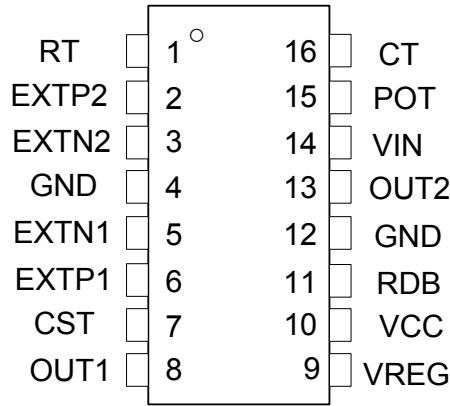 RT 1 16 CT
EXTP2 2 15 POT
EXTN2 3 14 VIN
GND 4 13 OUT2
EXTN1 5 12 GND
EXTP1 6 11 RDB
CST 7 10 VCC
OUT1 8 9 VREG